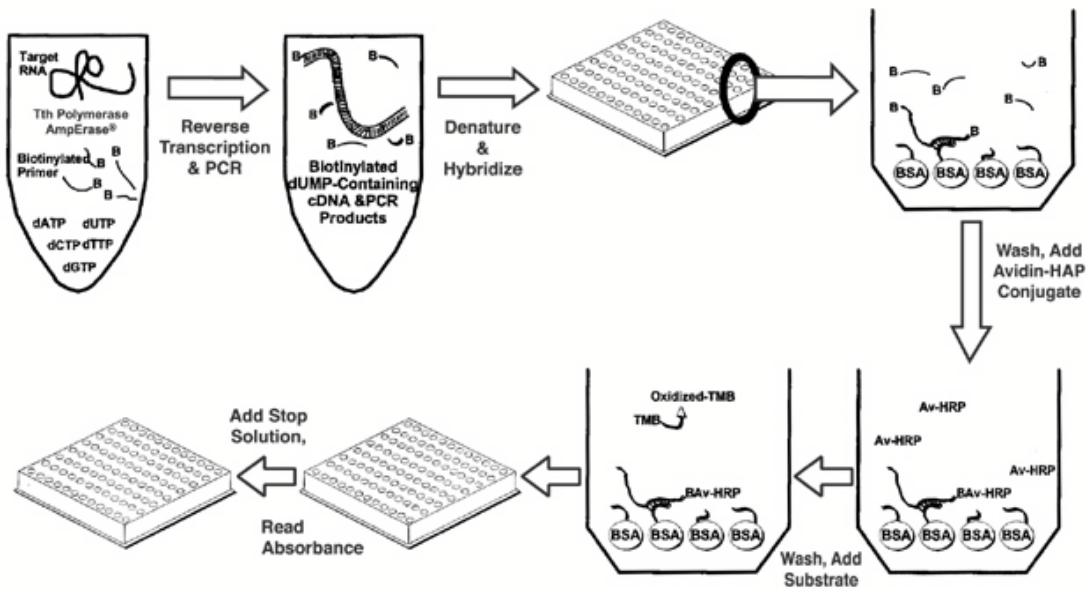 Target
RNA
Tth Polymerase
AmpErase®
Biotinylated
Primer
B
B
B
B
dATP dUTP
dCTP dTTP
dGTP
Reverse
Transcription
& PCR
B
B
B
B
B
Biotinylated
dUMP-Containing
cDNA &PCR
Products
Denature
&
Hybridize
B
B
B
B
B
B
BSA BSA BSA BSA
Wash, Add
Avidin-HAP
Conjugate
Av-HRP
Av-HRP
Av-HRP
BAv-HRP
BSA BSA BSA BSA
Wash, Add
Substrate
Oxidized-TMB
TMB
BAv-HRP
BSA BSA BSA BSA
Add Stop
Solution,
Read
Absorbance